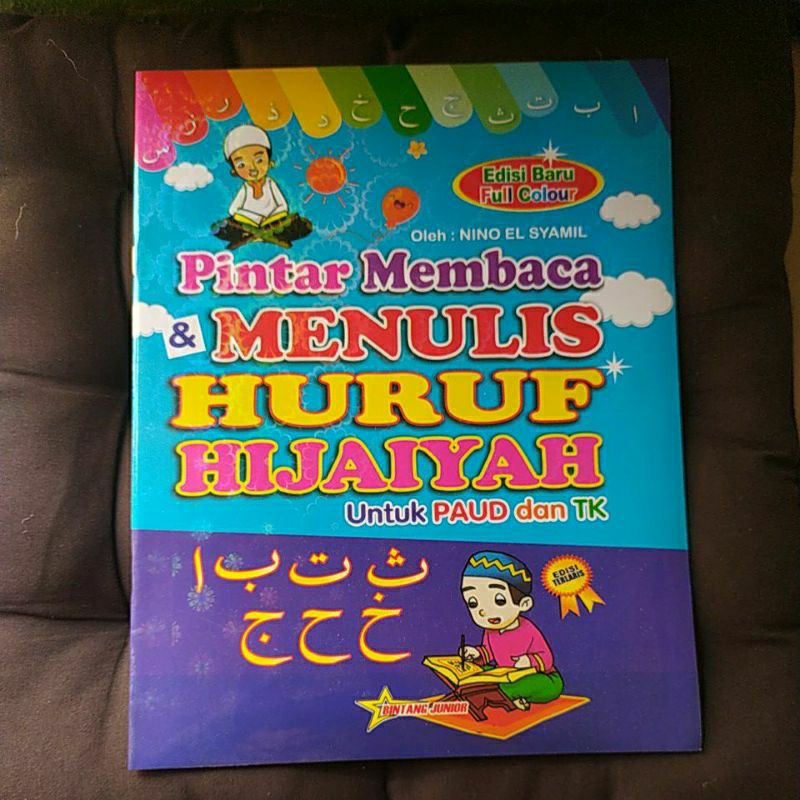 ا ب ت ث ج ح خ د ذ ر ز س
Edisi Baru
Full Colour
Oleh : NINO EL SYAMIL
Pintar Membaca
& MENULIS
HURUF
HIJAIYAH
Untuk PAUD dan TK
ا ب ت ث
ج ح خ
EDISI
TERLARIS
BINTANG JUNIOR